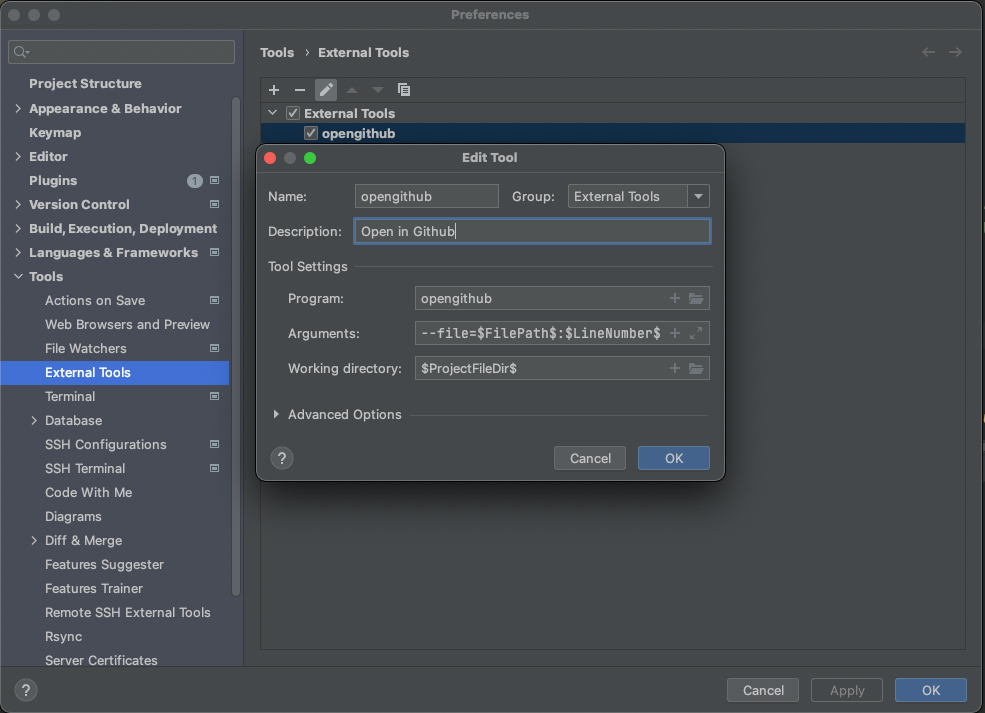 Preferences
Tools › External Tools
Project Structure
Appearance & Behavior
Keymap
Editor
Plugins 1
Version Control
Build, Execution, Deployment
Languages & Frameworks
Tools
Actions on Save
Web Browsers and Preview
File Watchers
External Tools
Terminal
Database
SSH Configurations
SSH Terminal
Code With Me
Diagrams
Diff & Merge
Features Suggester
Features Trainer
Remote SSH External Tools
Rsync
Server Certificates
External Tools
opengithub
Edit Tool
Name: opengithub Group: External Tools
Description: Open in Github
Tool Settings
Program: opengithub
Arguments: --file=$FilePath$:$LineNumber$
Working directory: $ProjectFileDir$
Advanced Options
? Cancel OK
? Cancel Apply OK